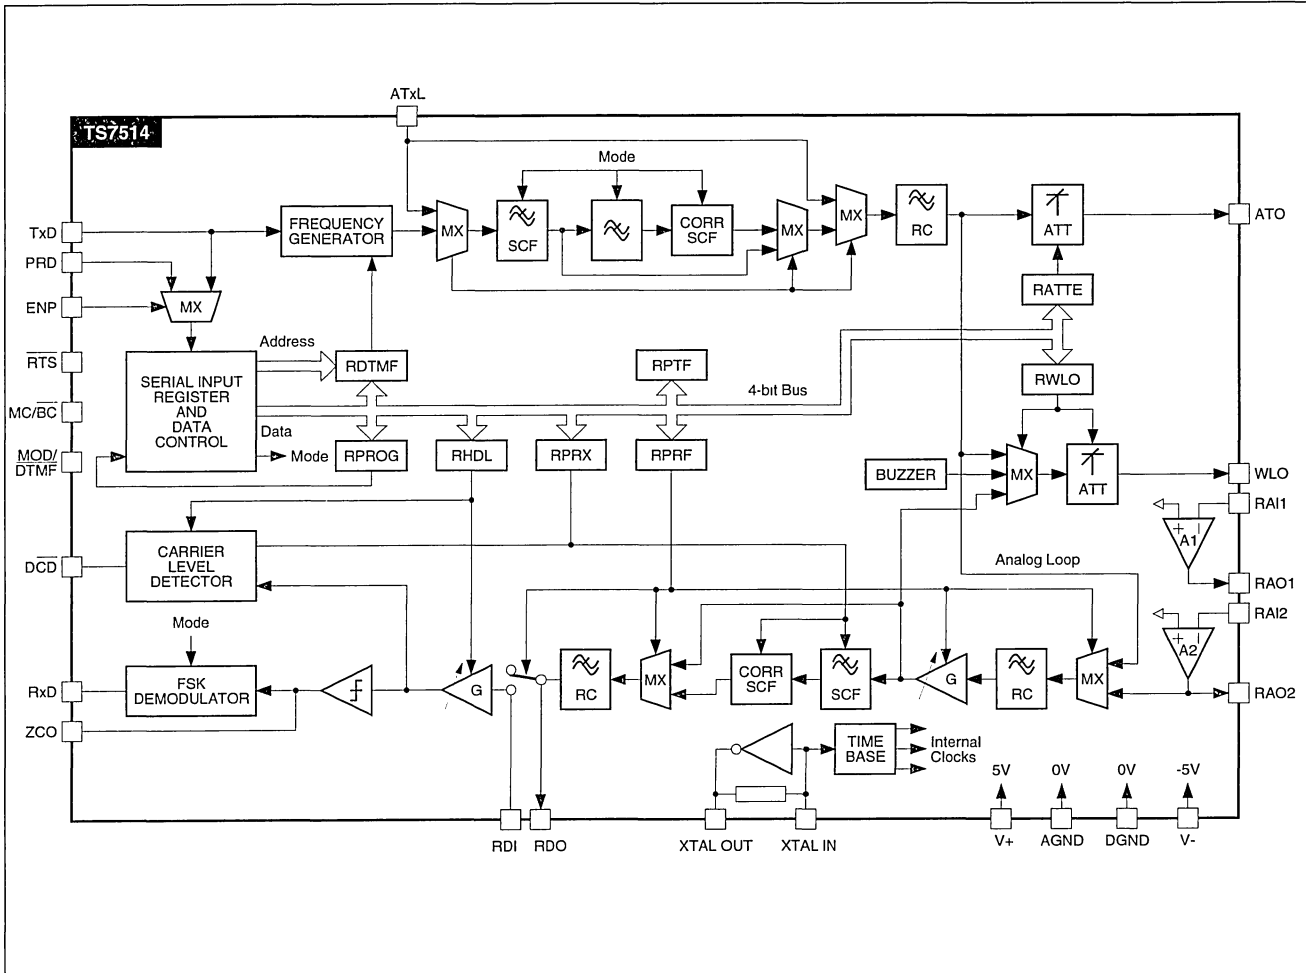 ATxL
TS7514
Mode
TxD
FREQUENCY
GENERATOR
MX
SCF
CORR
SCF
MX
MX
RC
ATT
ATO
PRD
ENP
MX
RATTE
RTS
Address
RDTMF
RPTF
RWLO
SERIAL INPUT
REGISTER
AND
DATA
CONTROL
4-bit Bus
MC/BC
Data
Mode
MOD/
DTMF
RPROG
RHDL
RPRX
RPRF
BUZZER
MX
ATT
WLO
RAI1
+ −
A1
CARRIER
LEVEL
DETECTOR
DCD
Analog Loop
RAO1
RAI2
+ −
A2
Mode
FSK
DEMODULATOR
RxD
G
RC
MX
CORR
SCF
SCF
G
RC
MX
RAO2
ZCO
TIME
BASE
Internal
Clocks
5V
0V
0V
-5V
RDI
RDO
XTAL OUT
XTAL IN
V+
AGND
DGND
V-